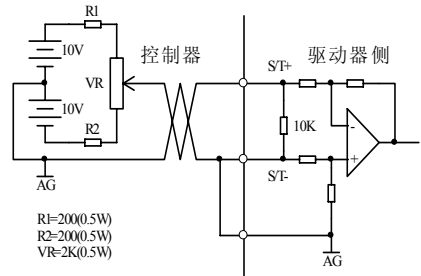 R1
10V
控制器
VR
10V
R2
AG
S/T+
驱动器侧
10K
-
+
S/T-
AG
R1=200(0.5W)
R2=200(0.5W)
VR=2K(0.5W)